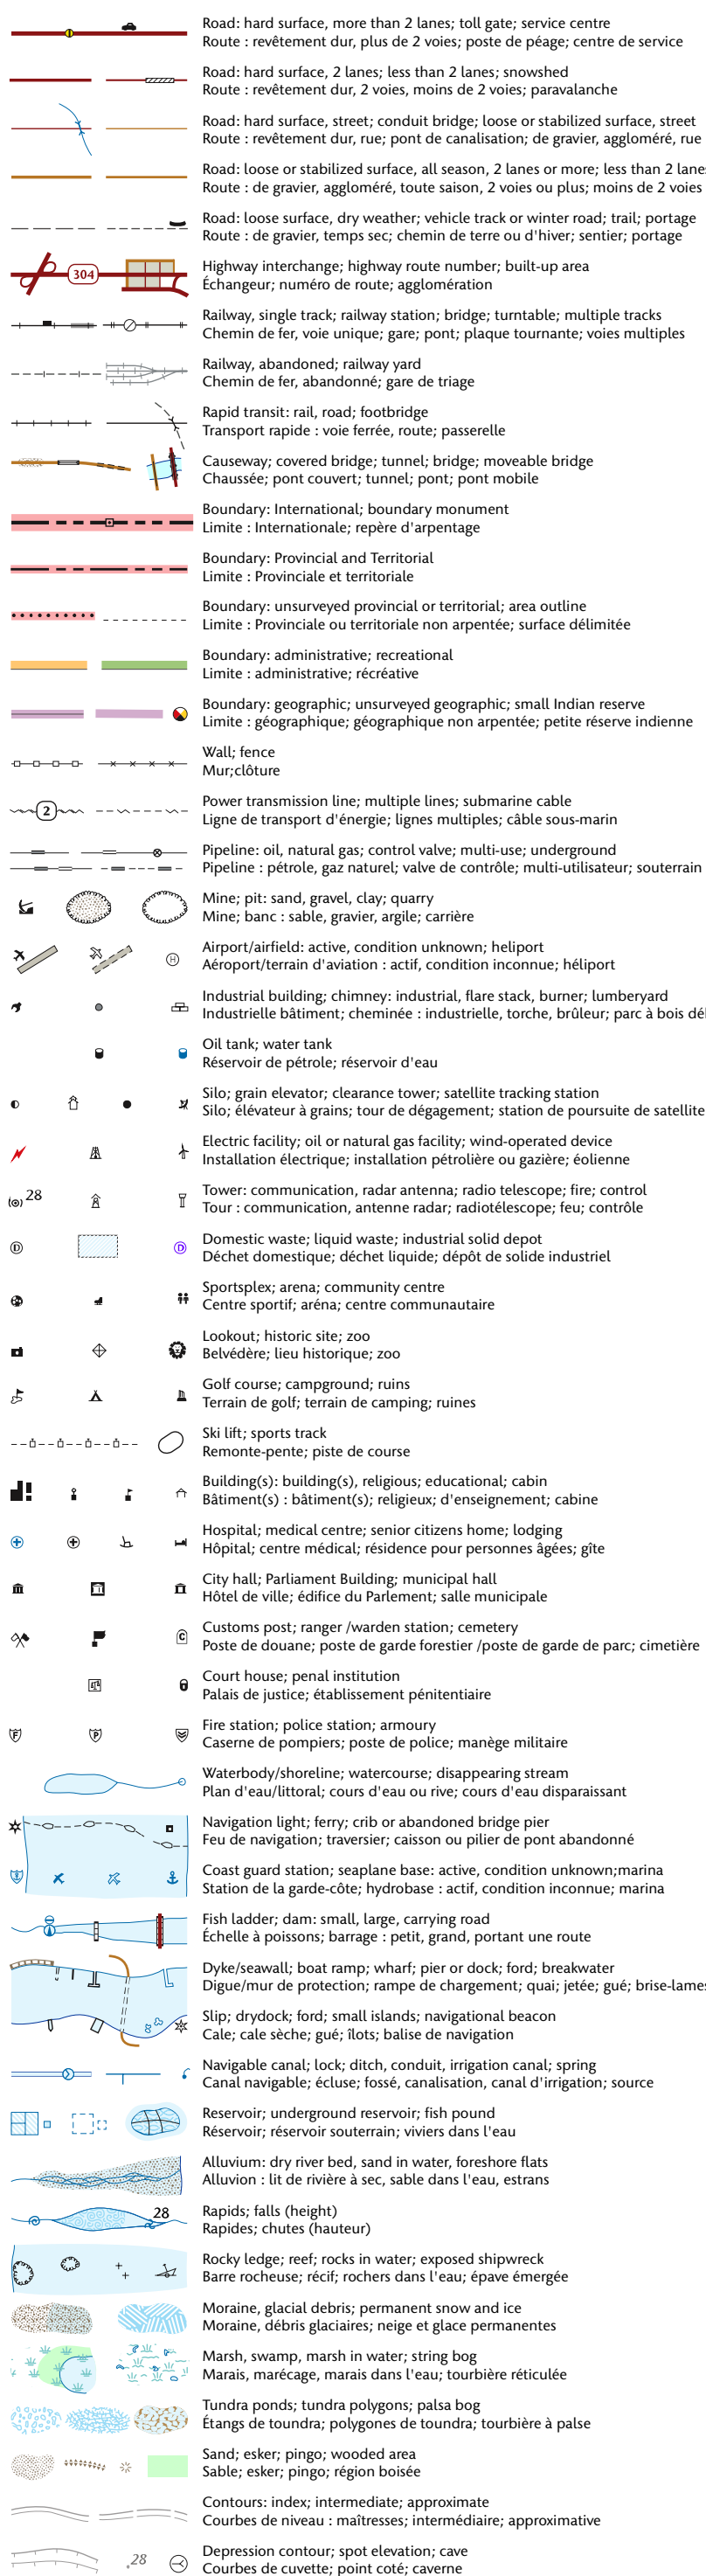 Road: hard surface, more than 2 lanes; toll gate; service centre
Route : revêtement dur, plus de 2 voies; poste de péage; centre de service
Road: hard surface, 2 lanes; less than 2 lanes; snowshed
Route : revêtement dur, 2 voies, moins de 2 voies; paravalanche
Road: hard surface, street; conduit bridge; loose or stabilized surface, street
Route : revêtement dur, rue; pont de canalisation; de gravier, aggloméré, rue
Road: loose or stabilized surface, all season, 2 lanes or more; less than 2 lanes
Route : de gravier, aggloméré, toute saison, 2 voies ou plus; moins de 2 voies
Road: loose surface, dry weather; vehicle track or winter road; trail; portage
Route : de gravier, temps sec; chemin de terre ou d'hiver; sentier; portage
304
Highway interchange; highway route number; built-up area
Échangeur; numéro de route; agglomération
Railway, single track; railway station; bridge; turntable; multiple tracks
Chemin de fer, voie unique; gare; pont; plaque tournante; voies multiples
Railway, abandoned; railway yard
Chemin de fer, abandonné; gare de triage
Rapid transit: rail, road; footbridge
Transport rapide : voie ferrée, route; passerelle
Causeway; covered bridge; tunnel; bridge; moveable bridge
Chaussée; pont couvert; tunnel; pont; pont mobile
Boundary: International; boundary monument
Limite : Internationale; repère d'arpentage
Boundary: Provincial and Territorial
Limite : Provinciale et territoriale
Boundary: unsurveyed provincial or territorial; area outline
Limite : Provinciale ou territoriale non arpentée; surface délimitée
Boundary: administrative; recreational
Limite : administrative; récréative
Boundary: geographic; unsurveyed geographic; small Indian reserve
Limite : géographique; géographique non arpentée; petite réserve indienne
Wall; fence
Mur;clôture
2
Power transmission line; multiple lines; submarine cable
Ligne de transport d'énergie; lignes multiples; câble sous-marin
Pipeline: oil, natural gas; control valve; multi-use; underground
Pipeline : pétrole, gaz naturel; valve de contrôle; multi-utilisateur; souterrain
Mine; pit: sand, gravel, clay; quarry
Mine; banc : sable, gravier, argile; carrière
H
Airport/airfield: active, condition unknown; heliport
Aéroport/terrain d'aviation : actif, condition inconnue; héliport
Industrial building; chimney: industrial, flare stack, burner; lumberyard
Industrielle bâtiment; cheminée : industrielle, torche, brûleur; parc à bois dé
Oil tank; water tank
Réservoir de pétrole; réservoir d'eau
Silo; grain elevator; clearance tower; satellite tracking station
Silo; élévateur à grains; tour de dégagement; station de poursuite de satellite
Electric facility; oil or natural gas facility; wind-operated device
Installation électrique; installation pétrolière ou gazière; éolienne
28
Tower: communication, radar antenna; radio telescope; fire; control
Tour : communication, antenne radar; radiotélescope; feu; contrôle
D D
Domestic waste; liquid waste; industrial solid depot
Déchet domestique; déchet liquide; dépôt de solide industriel
Sportsplex; arena; community centre
Centre sportif; aréna; centre communautaire
Lookout; historic site; zoo
Belvédère; lieu historique; zoo
Golf course; campground; ruins
Terrain de golf; terrain de camping; ruines
Ski lift; sports track
Remonte-pente; piste de course
Building(s): building(s), religious; educational; cabin
Bâtiment(s) : bâtiment(s); religieux; d'enseignement; cabine
Hospital; medical centre; senior citizens home; lodging
Hôpital; centre médical; résidence pour personnes âgées; gîte
City hall; Parliament Building; municipal hall
Hôtel de ville; édifice du Parlement; salle municipale
C
Customs post; ranger /warden station; cemetery
Poste de douane; poste de garde forestier /poste de garde de parc; cimetière
Court house; penal institution
Palais de justice; établissement pénitentiaire
F P
Fire station; police station; armoury
Caserne de pompiers; poste de police; manège militaire
Waterbody/shoreline; watercourse; disappearing stream
Plan d'eau/littoral; cours d'eau ou rive; cours d'eau disparaissant
Navigation light; ferry; crib or abandoned bridge pier
Feu de navigation; traversier; caisson ou pilier de pont abandonné
Coast guard station; seaplane base: active, condition unknown;marina
Station de la garde-côte; hydrobase : actif, condition inconnue; marina
Fish ladder; dam: small, large, carrying road
Échelle à poissons; barrage : petit, grand, portant une route
Dyke/seawall; boat ramp; wharf; pier or dock; ford; breakwater
Digue/mur de protection; rampe de chargement; quai; jetée; gué; brise-lames
Slip; drydock; ford; small islands; navigational beacon
Cale; cale sèche; gué; îlots; balise de navigation
Navigable canal; lock; ditch, conduit, irrigation canal; spring
Canal navigable; écluse; fossé, canalisation, canal d'irrigation; source
Reservoir; underground reservoir; fish pound
Réservoir; réservoir souterrain; viviers dans l'eau
Alluvium: dry river bed, sand in water, foreshore flats
Alluvion : lit de rivière à sec, sable dans l'eau, estrans
28
Rapids; falls (height)
Rapides; chutes (hauteur)
Rocky ledge; reef; rocks in water; exposed shipwreck
Barre rocheuse; récif; rochers dans l'eau; épave émergée
Moraine, glacial debris; permanent snow and ice
Moraine, débris glaciaires; neige et glace permanentes
Marsh, swamp, marsh in water; string bog
Marais, marécage, marais dans l'eau; tourbière réticulée
Tundra ponds; tundra polygons; palsa bog
Étangs de toundra; polygones de toundra; tourbière à palse
Sand; esker; pingo; wooded area
Sable; esker; pingo; région boisée
Contours: index; intermediate; approximate
Courbes de niveau : maîtresses; intermédiaire; approximative
.28
Depression contour; spot elevation; cave
Courbes de cuvette; point coté; caverne